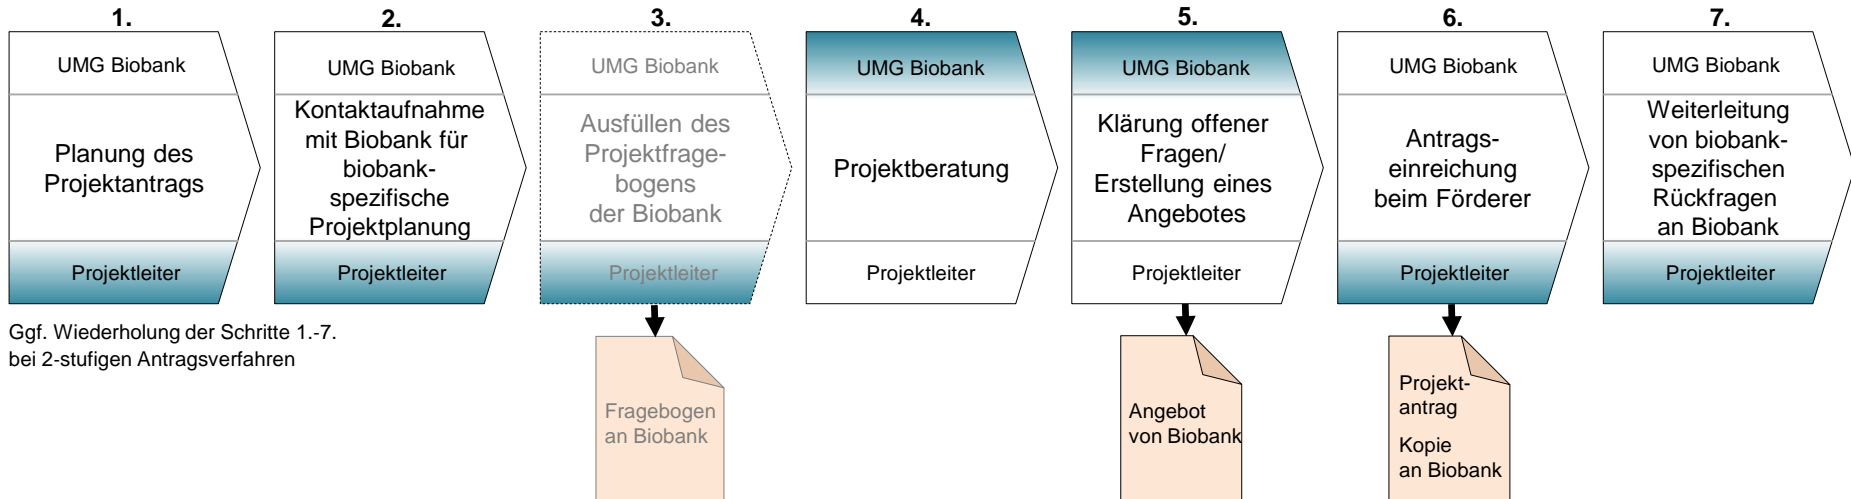 1.
UMG Biobank
Planung des
Projektantrags
Projektleiter
2.
UMG Biobank
Kontaktaufnahme
mit Biobank für
biobank-
spezifische
Projektplanung
Projektleiter
3.
UMG Biobank
Ausfüllen des
Projektfrage-
bogens
der Biobank
Projektleiter
4.
UMG Biobank
Projektberatung
Projektleiter
5.
UMG Biobank
Klärung offener
Fragen/
Erstellung eines
Angebotes
Projektleiter
6.
UMG Biobank
Antrags-
einreichung
beim Förderer
Projektleiter
7.
UMG Biobank
Weiterleitung
von biobank-
spezifischen
Rückfragen
an Biobank
Projektleiter
Ggf. Wiederholung der Schritte 1.-7.
bei 2-stufigen Antragsverfahren
Fragebogen
an Biobank
Angebot
von Biobank
Projekt-
antrag
Kopie
an Biobank